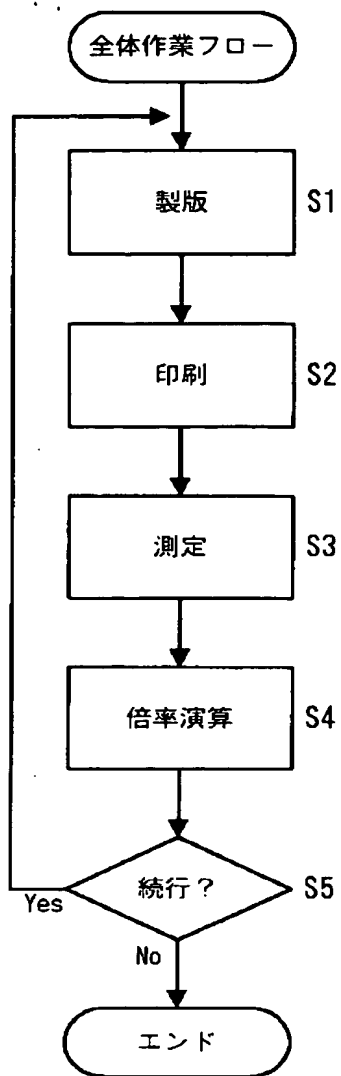 全体作業フロー
製版 S1
印刷 S2
測定 S3
倍率演算 S4
続行？ S5
Yes
No
エンド